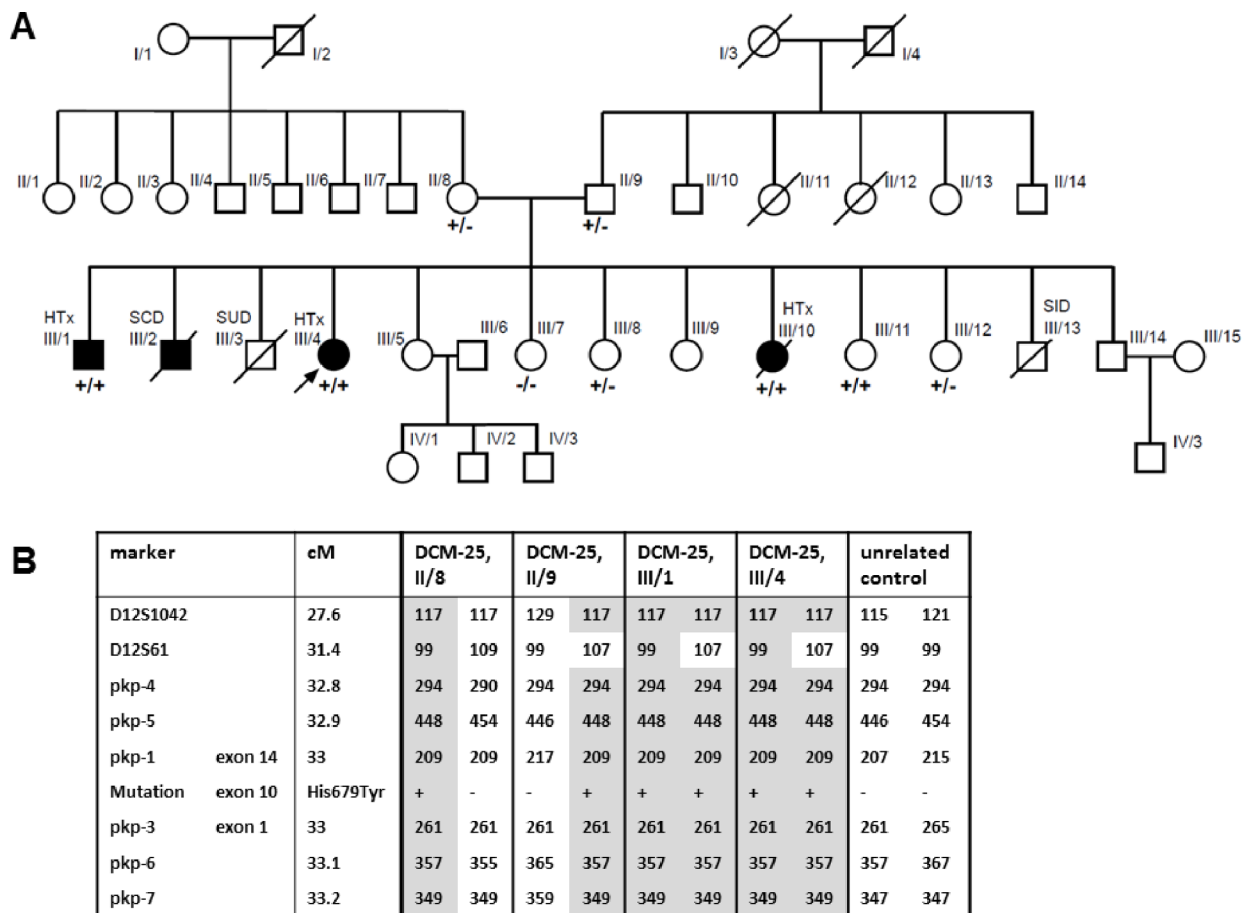 A
I/1 I/2 I/3 I/4
II/1 II/2 II/3 II/4 II/5 II/6 II/7 II/8 II/9 II/10 II/11 II/12 II/13 II/14
+/- +/-
HTx SCD SUD HTx HTx SID
III/1 III/2 III/3 III/4 III/5 III/6 III/7 III/8 III/9 III/10 III/11 III/12 III/13 III/14 III/15
+/+ +/+ -/- +/- +/+ +/+ +/-
IV/1 IV/2 IV/3 IV/3
B
marker cM DCM-25, II/8 DCM-25, II/9 DCM-25, III/1 DCM-25, III/4 unrelated control
D12S1042 27.6 117 117 129 117 117 117 117 117 115 121
D12S61 31.4 99 109 99 107 99 107 99 107 99 99
pkp-4 32.8 294 290 294 294 294 294 294 294 294 294
pkp-5 32.9 448 454 446 448 448 448 448 448 446 454
pkp-1 exon 14 33 209 209 217 209 209 209 209 209 207 215
Mutation exon 10 His679Tyr + - - + + + + + - -
pkp-3 exon 1 33 261 261 261 261 261 261 261 261 261 265
pkp-6 33.1 357 355 365 357 357 357 357 357 357 367
pkp-7 33.2 349 349 359 349 349 349 349 349 347 347